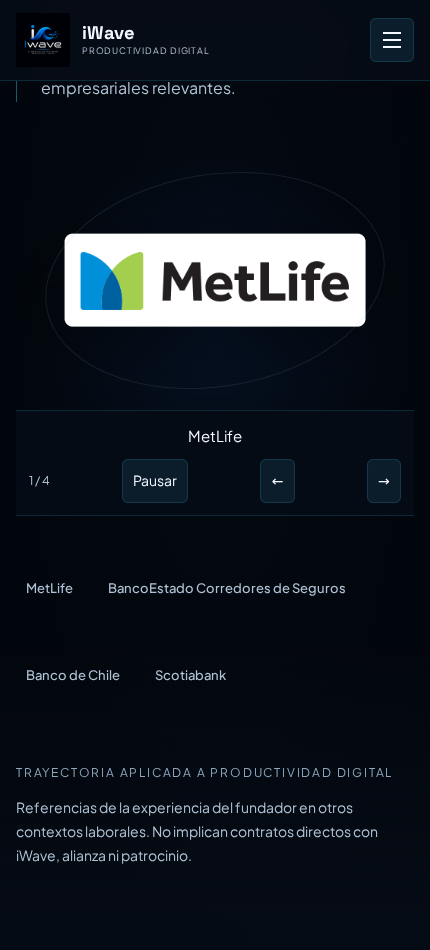 iWave
iWave
PRODUCTIVIDAD DIGITAL
empresariales relevantes.
MetLife
MetLife
1 / 4
Pausar
←
→
MetLife
BancoEstado Corredores de Seguros
Banco de Chile
Scotiabank
TRAYECTORIA APLICADA A PRODUCTIVIDAD DIGITAL
Referencias de la experiencia del fundador en otros
contextos laborales. No implican contratos directos con
iWave, alianza ni patrocinio.